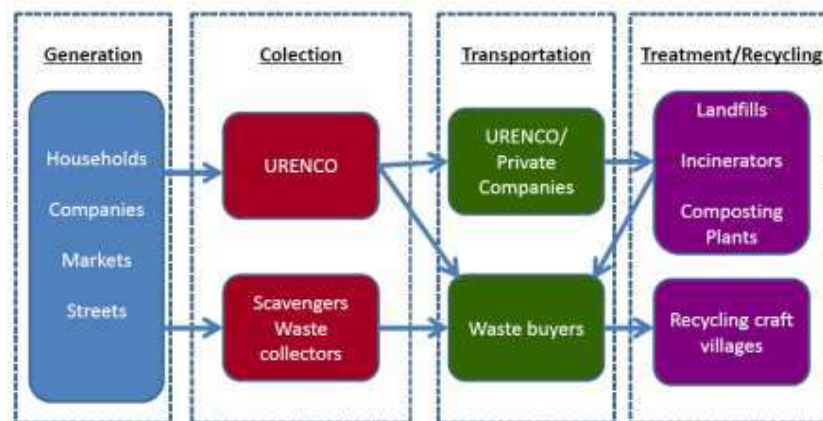 Generation
Households
Companies
Markets
Streets
Colection
URENCO
Scavengers
Waste
collectors
Transportation
URENCO/
Private
Companies
Waste buyers
Treatment/Recycling
Landfills
Incinerators
Composting
Plants
Recycling craft
villages